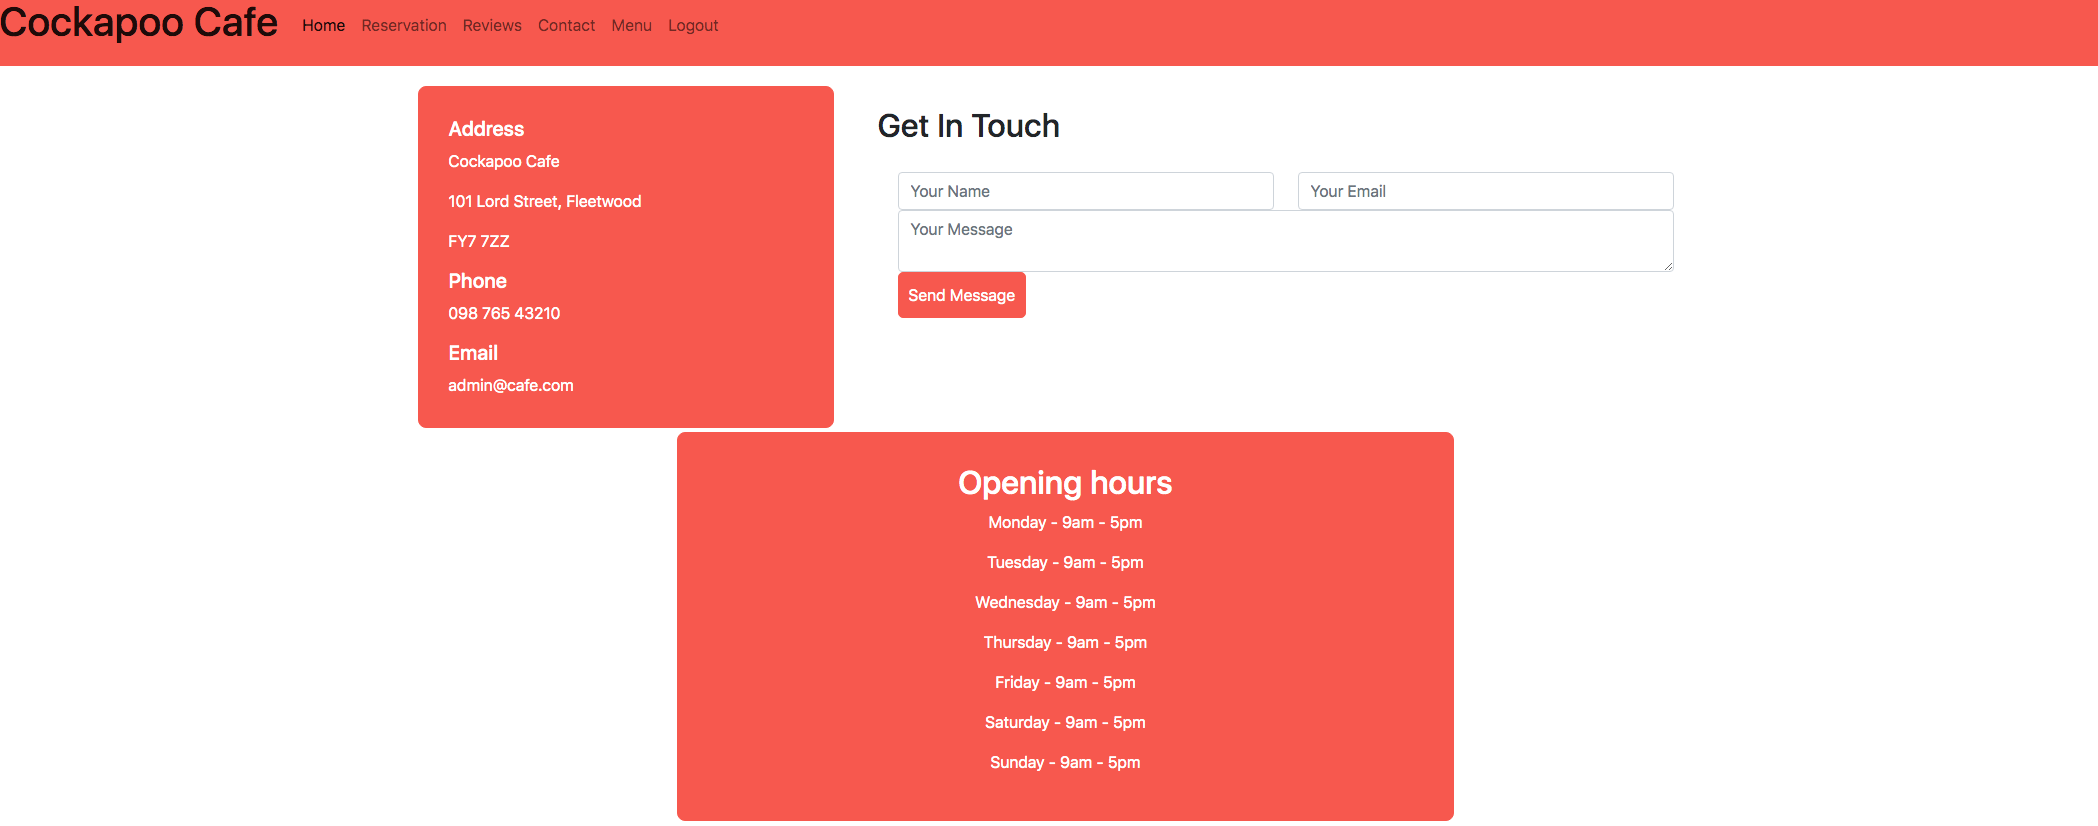 Cockapoo Cafe Home Reservation Reviews Contact Menu Logout
Address
Cockapoo Cafe
101 Lord Street, Fleetwood
FY7 7ZZ
Phone
098 765 43210
Email
admin@cafe.com
Get In Touch
Your Name Your Email
Your Message
Send Message
Opening hours
Monday - 9am - 5pm
Tuesday - 9am - 5pm
Wednesday - 9am - 5pm
Thursday - 9am - 5pm
Friday - 9am - 5pm
Saturday - 9am - 5pm
Sunday - 9am - 5pm